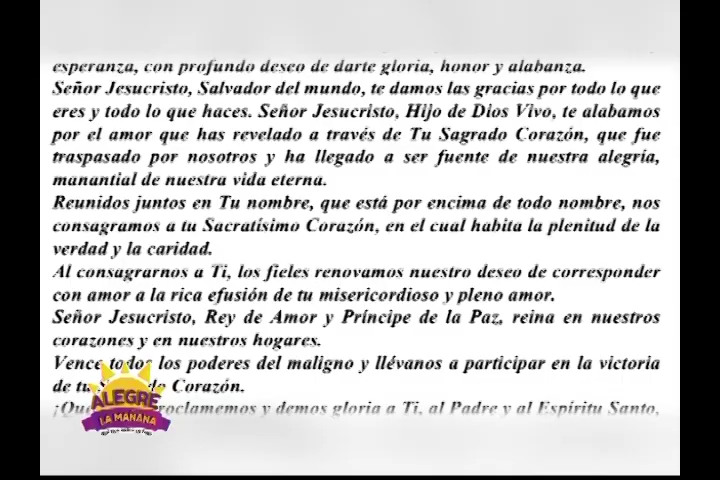 esperanza, con profundo deseo de darte gloria, honor y alabanza.
Señor Jesucristo, Salvador del mundo, te damos las gracias por todo lo que
eres y todo lo que haces. Señor Jesucristo, Hijo de Dios Vivo, te alabamos
por el amor que has revelado a través de Tu Sagrado Corazón, que fue
traspasado por nosotros y ha llegado a ser fuente de nuestra alegría,
manantial de nuestra vida eterna.
Reunidos juntos en Tu nombre, que está por encima de todo nombre, nos
consagramos a tu Sacratísimo Corazón, en el cual habita la plenitud de la
verdad y la caridad.
Al consagrarnos a Ti, los fieles renovamos nuestro deseo de corresponder
con amor a la rica efusión de tu misericordioso y pleno amor.
Señor Jesucristo, Rey de Amor y Príncipe de la Paz, reina en nuestros
corazones y en nuestros hogares.
Vence todos los poderes del maligno y llévanos a participar en la victoria
de Corazón.
¡Que proclamemos y demos gloria a Ti, al Padre y al Espíritu Santo,
ALEGRE
LA MAÑANA